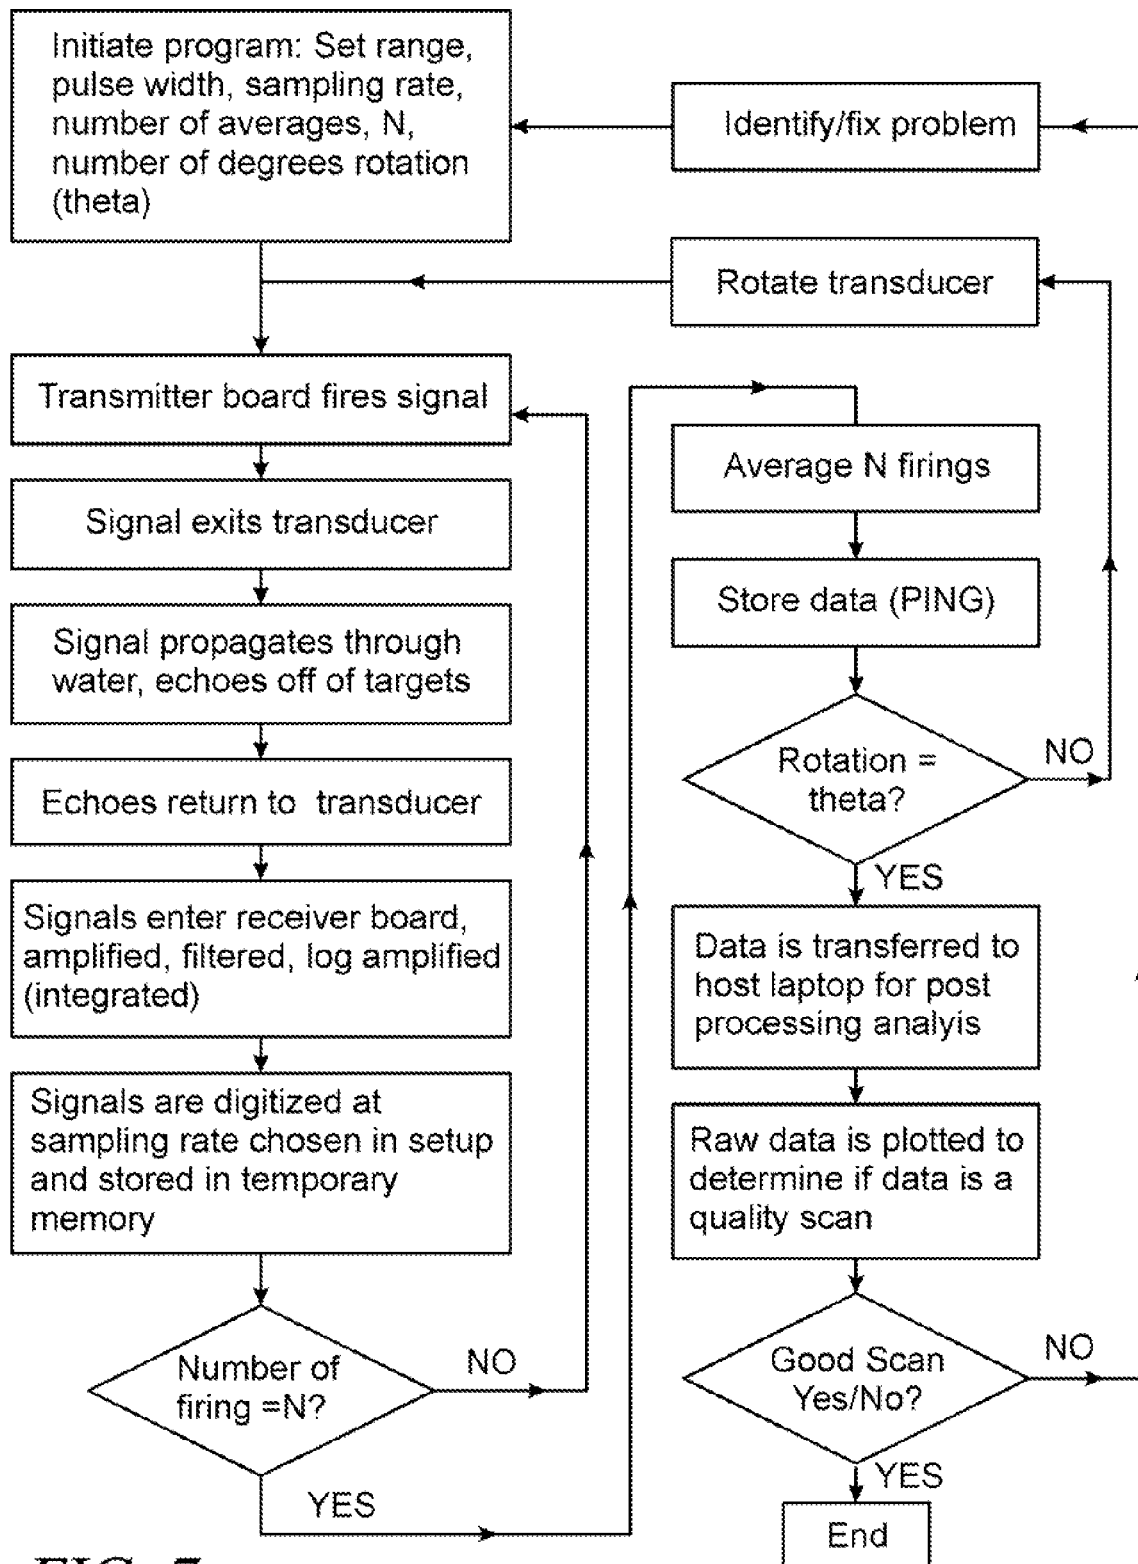 Initiate program: Set range,
pulse width, sampling rate,
number of averages, N,
number of degrees rotation
(theta)
Transmitter board fires signal
Signal exits transducer
Signal propagates through
water, echoes off of targets
Echoes return to transducer
Signals enter receiver board,
amplified, filtered, log amplified
(integrated)
Signals are digitized at
sampling rate chosen in setup
and stored in temporary
memory
Number of
firing =N?
NO
YES
Identify/fix problem
Rotate transducer
Average N firings
Store data (PING)
Rotation =
theta?
NO
YES
Data is transferred to
host laptop for post
processing analyis
Raw data is plotted to
determine if data is a
quality scan
Good Scan
Yes/No?
NO
YES
End